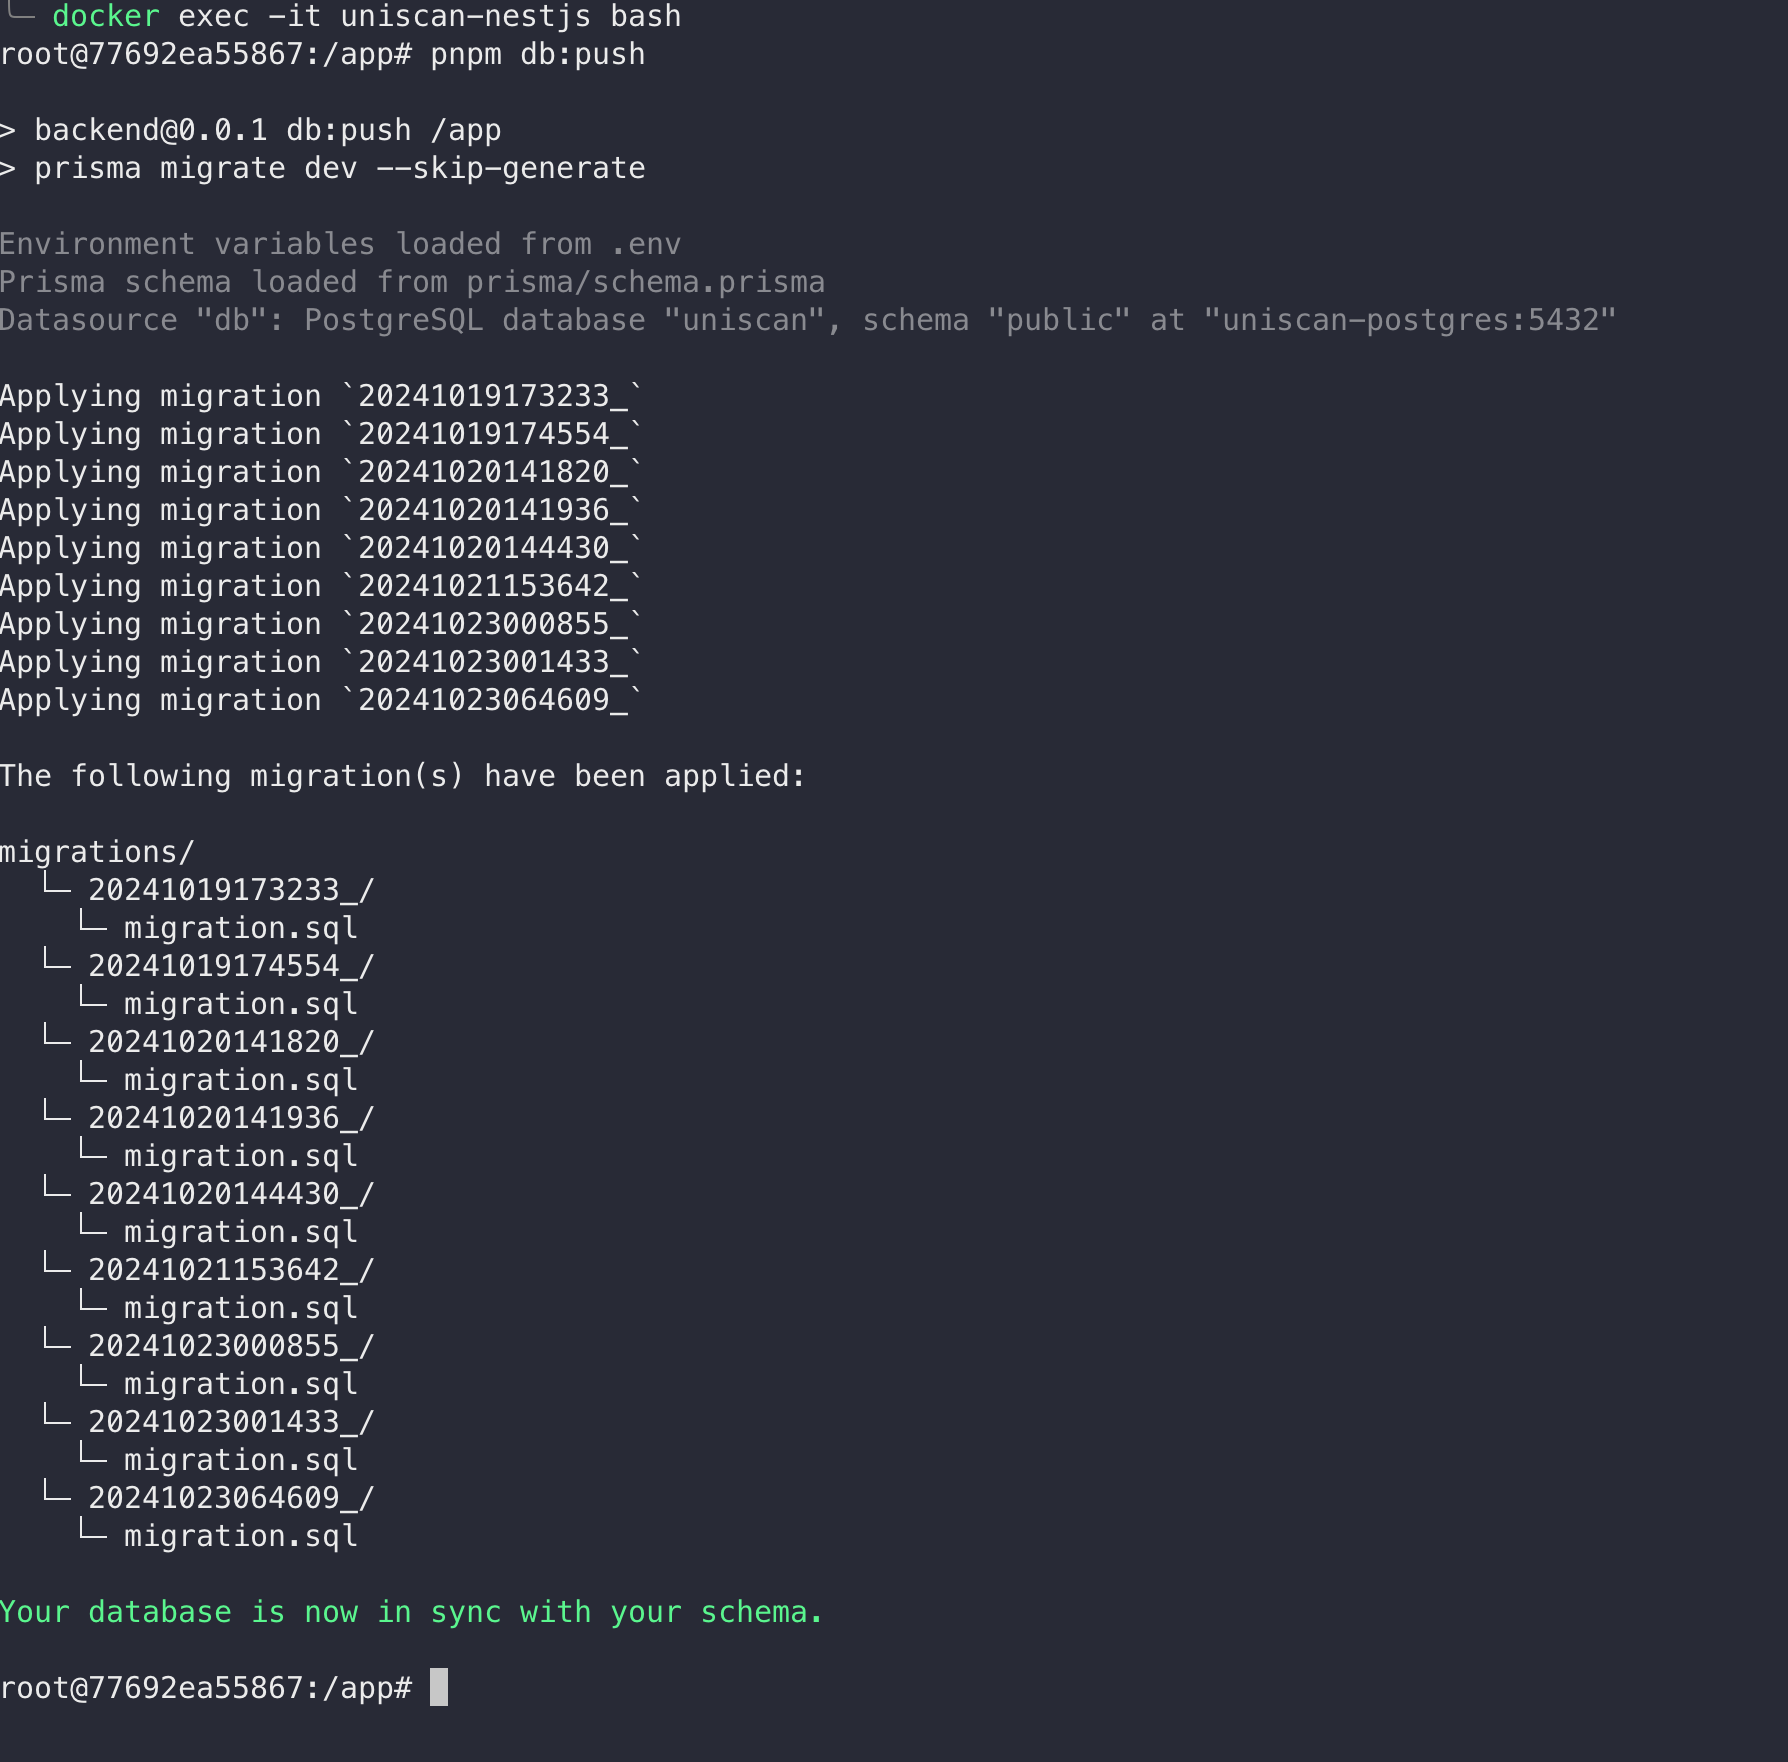 ╰─ docker exec -it uniscan-nestjs bash
root@77692ea55867:/app# pnpm db:push
> backend@0.0.1 db:push /app
> prisma migrate dev --skip-generate
Environment variables loaded from .env
Prisma schema loaded from prisma/schema.prisma
Datasource "db": PostgreSQL database "uniscan", schema "public" at "uniscan-postgres:5432"
Applying migration `20241019173233_`
Applying migration `20241019174554_`
Applying migration `20241020141820_`
Applying migration `20241020141936_`
Applying migration `20241020144430_`
Applying migration `20241021153642_`
Applying migration `20241023000855_`
Applying migration `20241023001433_`
Applying migration `20241023064609_`
The following migration(s) have been applied:
migrations/
└─ 20241019173233_/
└─ migration.sql
└─ 20241019174554_/
└─ migration.sql
└─ 20241020141820_/
└─ migration.sql
└─ 20241020141936_/
└─ migration.sql
└─ 20241020144430_/
└─ migration.sql
└─ 20241021153642_/
└─ migration.sql
└─ 20241023000855_/
└─ migration.sql
└─ 20241023001433_/
└─ migration.sql
└─ 20241023064609_/
└─ migration.sql
Your database is now in sync with your schema.
root@77692ea55867:/app#